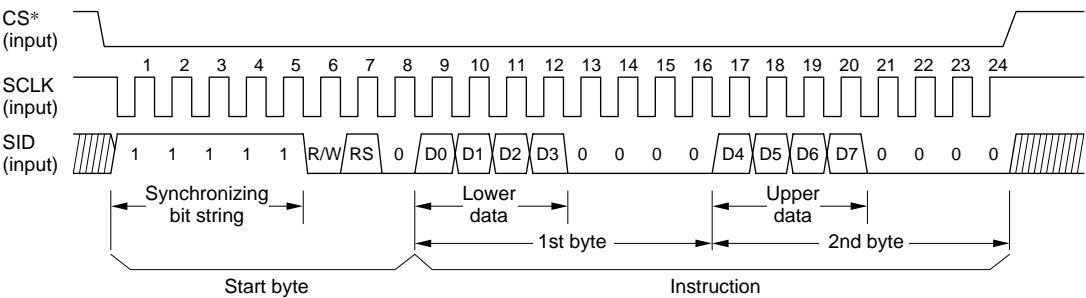 CS*
(input)
1 2 3 4 5 6 7 8 9 10 11 12 13 14 15 16 17 18 19 20 21 22 23 24
SCLK
(input)
SID
(input)
1 1 1 1 1 R/W RS 0 D0 D1 D2 D3 0 0 0 0 D4 D5 D6 D7 0 0 0 0
Synchronizing
bit string
Lower
data
Upper
data
1st byte
2nd byte
Start byte
Instruction